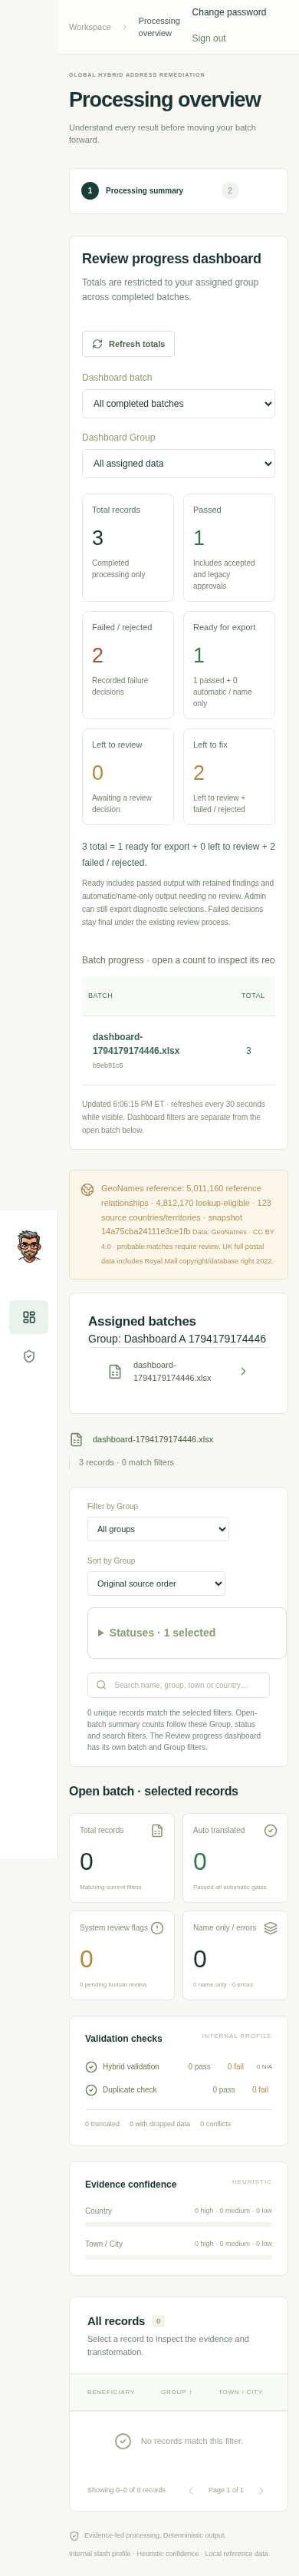 Workspace
Processing
overview
Change password
Sign out
GLOBAL HYBRID ADDRESS REMEDIATION
Processing overview
Understand every result before moving your batch
forward.
1 Processing summary 2
Review progress dashboard
Totals are restricted to your assigned group
across completed batches.
Refresh totals
Dashboard batch
All completed batches
Dashboard Group
All assigned data
Total records
3
Completed
processing only
Passed
1
Includes accepted
and legacy
approvals
Failed / rejected
2
Recorded failure
decisions
Ready for export
1
1 passed + 0
automatic / name
only
Left to review
0
Awaiting a review
decision
Left to fix
2
Left to review +
failed / rejected
3 total = 1 ready for export + 0 left to review + 2
failed / rejected.
Ready includes passed output with retained findings and
automatic/name-only output needing no review. Admin
can still export diagnostic selections. Failed decisions
stay final under the existing review process.
Batch progress · open a count to inspect its rec
BATCH TOTAL
dashboard-
1794179174446.xlsx
b9eb91c6
3
Updated 6:06:15 PM ET · refreshes every 30 seconds
while visible. Dashboard filters are separate from the
open batch below.
GeoNames reference: 5,011,160 reference
relationships · 4,812,170 lookup-eligible · 123
source countries/territories · snapshot
14a75cba24111e3ce1fb Data: GeoNames · CC BY
4.0 · probable matches require review. UK full postal
data includes Royal Mail copyright/database right 2022.
Assigned batches
Group: Dashboard A 1794179174446
dashboard-
1794179174446.xlsx
dashboard-1794179174446.xlsx
3 records · 0 match filters
Filter by Group
All groups
Sort by Group
Original source order
Statuses · 1 selected
Search name, group, town or country…
0 unique records match the selected filters. Open-
batch summary counts follow these Group, status
and search filters. The Review progress dashboard
has its own batch and Group filters.
Open batch · selected records
Total records
0
Matching current filters
Auto translated
0
Passed all automatic gates
System review flags
0
0 pending human review
Name only / errors
0
0 name only · 0 errors
Validation checks INTERNAL PROFILE
Hybrid validation 0 pass 0 fail 0 N/A
Duplicate check 0 pass 0 fail
0 truncated 0 with dropped data 0 conflicts
Evidence confidence HEURISTIC
Country 0 high · 0 medium · 0 low
Town / City 0 high · 0 medium · 0 low
All records 0
Select a record to inspect the evidence and
transformation.
BENEFICIARY GROUP ↕ TOWN / CITY
No records match this filter.
Showing 0–0 of 0 records Page 1 of 1
Evidence-led processing. Deterministic output.
Internal slash profile · Heuristic confidence · Local reference data